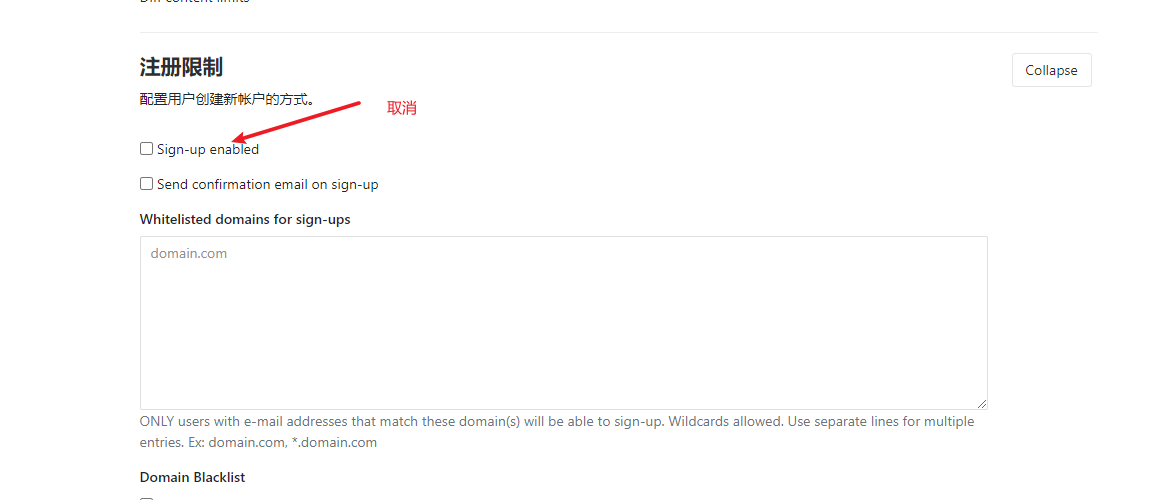 Diff content limits
注册限制
Collapse
配置用户创建新帐户的方式。
取消
Sign-up enabled
Send confirmation email on sign-up
Whitelisted domains for sign-ups
domain.com
ONLY users with e-mail addresses that match these domain(s) will be able to sign-up. Wildcards allowed. Use separate lines for multiple
entries. Ex: domain.com, *.domain.com
Domain Blacklist